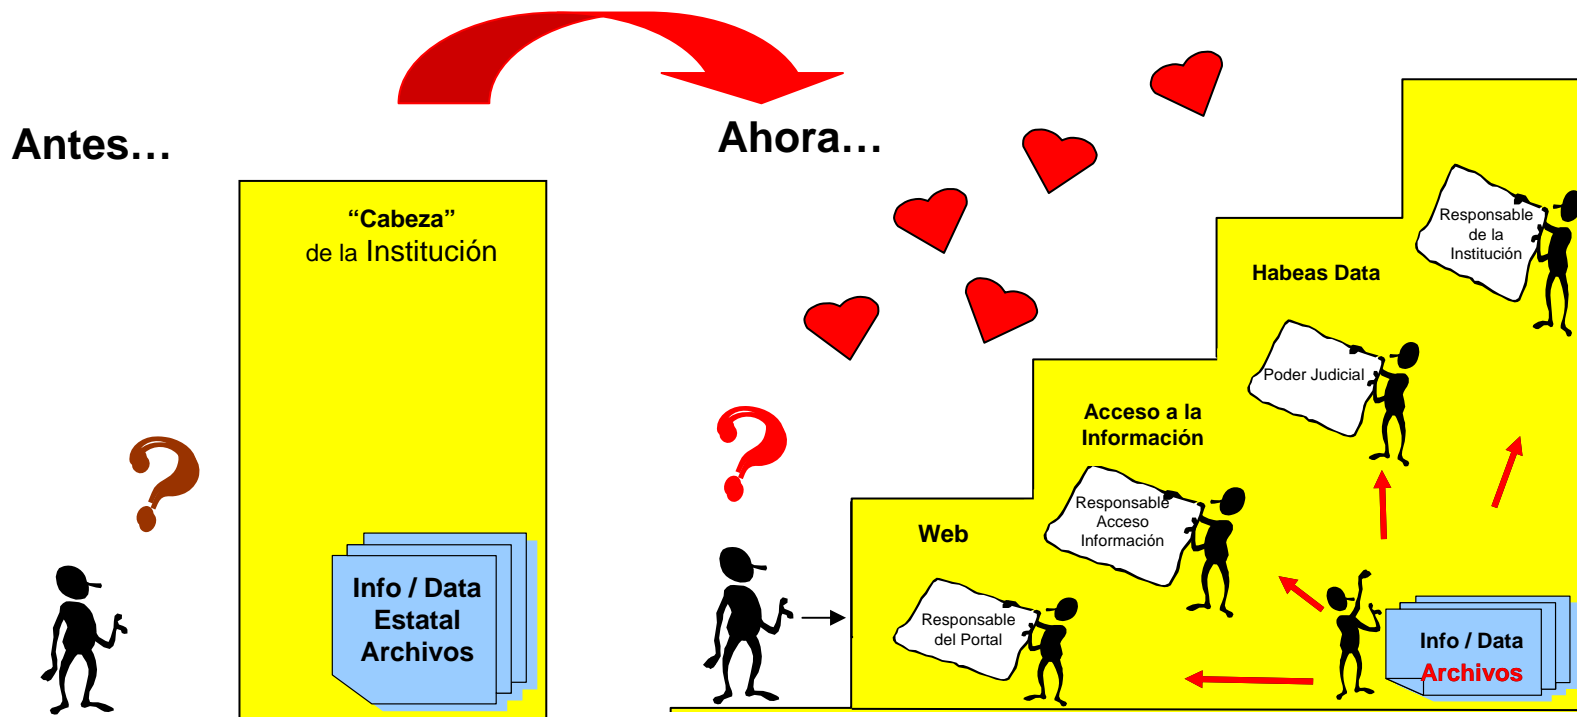 Antes…
“Cabeza”
de la Institución
Info / Data
Estatal
Archivos
Ahora…
Web
Responsable
del Portal
Acceso a la
Información
Responsable
Acceso
Información
Habeas Data
Poder Judicial
Responsable
de la
Institución
Info / Data
Archivos